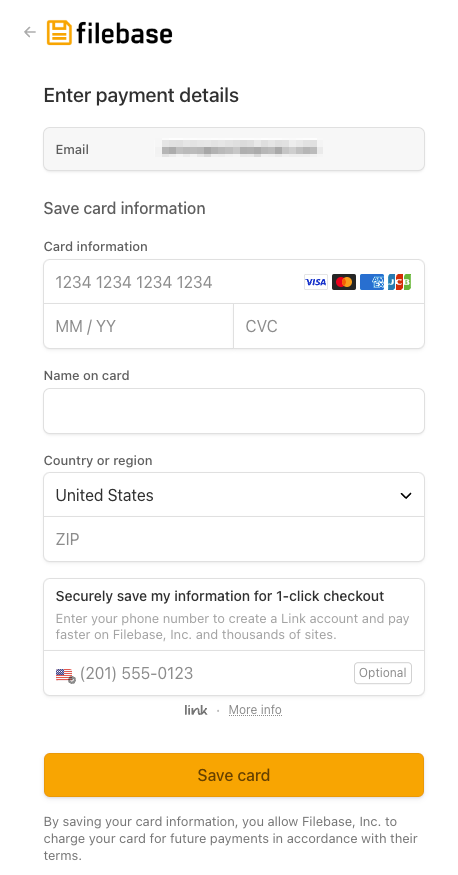 filebase
Enter payment details
Email
Save card information
Card information
1234 1234 1234 1234 VISA AM EX JCB
MM / YY CVC
Name on card
Country or region
United States
ZIP
Securely save my information for 1-click checkout
Enter your phone number to create a Link account and pay
faster on Filebase, Inc. and thousands of sites.
(201) 555-0123 Optional
link · More info
Save card
By saving your card information, you allow Filebase, Inc. to
charge your card for future payments in accordance with their
terms.